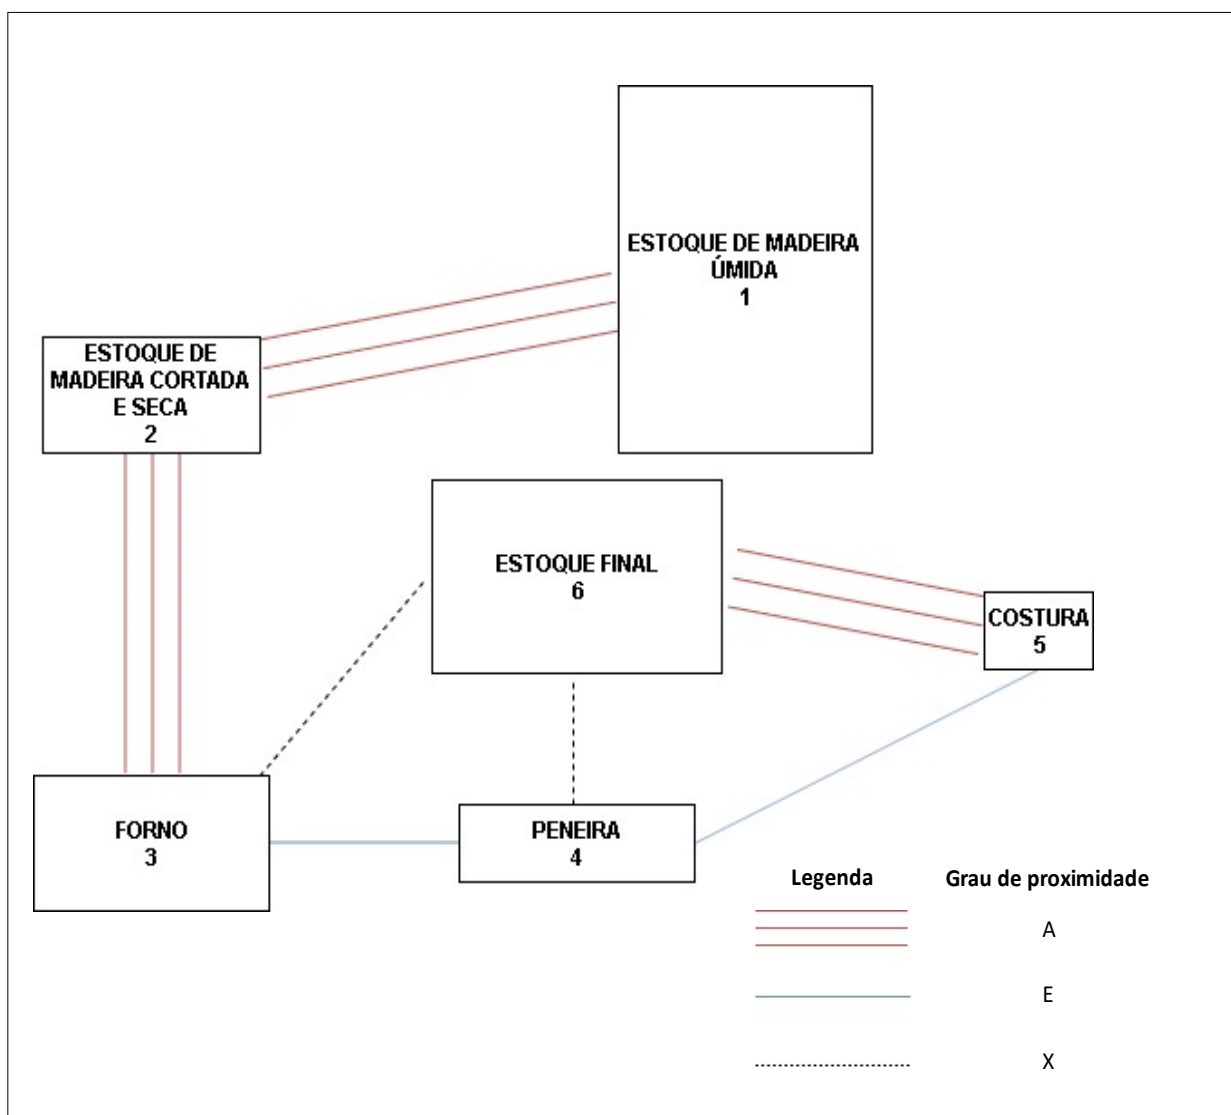 ESTOQUE DE MADEIRA
ÚMIDA
1
ESTOQUE DE
MADEIRA CORTADA
E SECA
2
ESTOQUE FINAL
6
COSTURA
5
FORNO
3
PENEIRA
4
Legenda Grau de proximidade
A
E
X